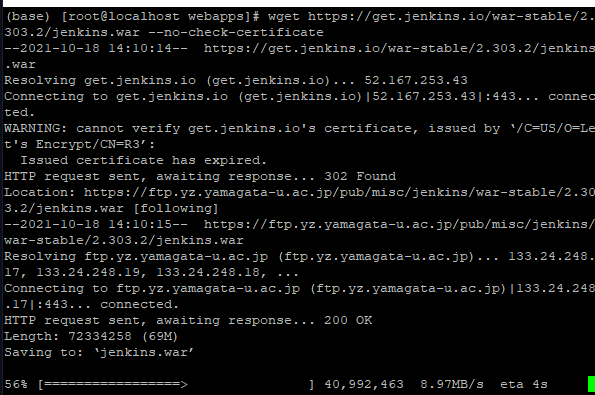 (base) [root@localhost webapps]# wget https://get.jenkins.io/war-stable/2.
303.2/jenkins.war --no-check-certificate
--2021-10-18 14:10:14--  https://get.jenkins.io/war-stable/2.303.2/jenkins
.war
Resolving get.jenkins.io (get.jenkins.io)... 52.167.253.43
Connecting to get.jenkins.io (get.jenkins.io)|52.167.253.43|:443... connec
ted.
WARNING: cannot verify get.jenkins.io's certificate, issued by ‘/C=US/O=Le
t's Encrypt/CN=R3’:
  Issued certificate has expired.
HTTP request sent, awaiting response... 302 Found
Location: https://ftp.yz.yamagata-u.ac.jp/pub/misc/jenkins/war-stable/2.30
3.2/jenkins.war [following]
--2021-10-18 14:10:15--  https://ftp.yz.yamagata-u.ac.jp/pub/misc/jenkins/
war-stable/2.303.2/jenkins.war
Resolving ftp.yz.yamagata-u.ac.jp (ftp.yz.yamagata-u.ac.jp)... 133.24.248.
17, 133.24.248.19, 133.24.248.18, ...
Connecting to ftp.yz.yamagata-u.ac.jp (ftp.yz.yamagata-u.ac.jp)|133.24.248
.17|:443... connected.
HTTP request sent, awaiting response... 200 OK
Length: 72334258 (69M)
Saving to: ‘jenkins.war’
56% [=================>                ] 40,992,463  8.97MB/s  eta 4s